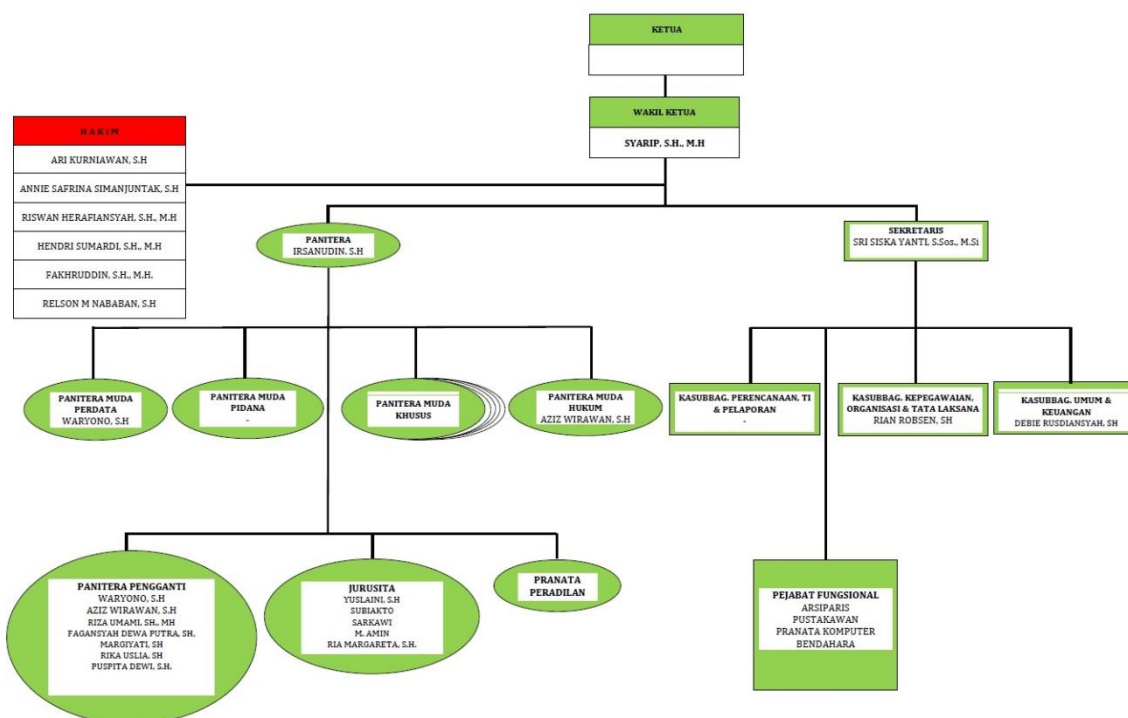 KETUA
WAKIL KETUA
SYARIP, S.H., M.H
H A K I M
ARI KURNIAWAN, S.H
ANNIE SAFRINA SIMANJUNTAK, S.H
RISWAN HERAFIANSYAH, S.H., M.H
HENDRI SUMARDI, S.H., M.H
FAKHRUDDIN, S.H., M.H.
RELSON M NABABAN, S.H
PANITERA
IRSANUDIN. S.H
SEKRETARIS
SRI SISKA YANTI, S.Sos., M.Si
PANITERA MUDA
PERDATA
WARYONO, S.H
PANITERA MUDA
PIDANA
-
PANITERA MUDA
KHUSUS
PANITERA MUDA
HUKUM
AZIZ WIRAWAN, S.H
KASUBBAG. PERENCANAAN, TI
& PELAPORAN
-
KASUBBAG. KEPEGAWAIAN,
ORGANISASI & TATA LAKSANA
RIAN ROBSEN, SH
KASUBBAG. UMUM &
KEUANGAN
DEBIE RUSDIANSYAH, SH
PANITERA PENGGANTI
WARYONO, S.H
AZIZ WIRAWAN, S.H
RIZA UMAMI, SH., MH
FAGANSYAH DEWA PUTRA, SH,
MARGIYATI, SH
RIKA USLIA, SH
PUSPITA DEWI, S.H.
JURUSITA
YUSLAINI, S.H
SUBIAKTO
SARKAWI
M. AMIN
RIA MARGARETA, S.H.
PRANATA
PERADILAN
PEJABAT FUNGSIONAL
ARSIPARIS
PUSTAKAWAN
PRANATA KOMPUTER
BENDAHARA